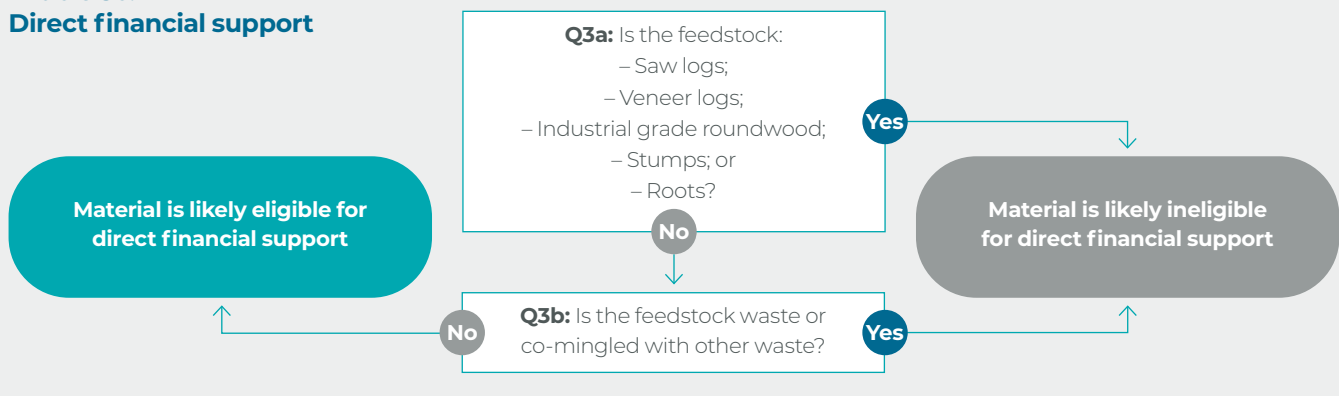 Direct financial support
Q3a: Is the feedstock:
– Saw logs;
– Veneer logs;
– Industrial grade roundwood;
– Stumps; or
– Roots?
Yes
No
Material is likely eligible for
direct financial support
Material is likely ineligible
for direct financial support
Q3b: Is the feedstock waste or
co-mingled with other waste?
No
Yes